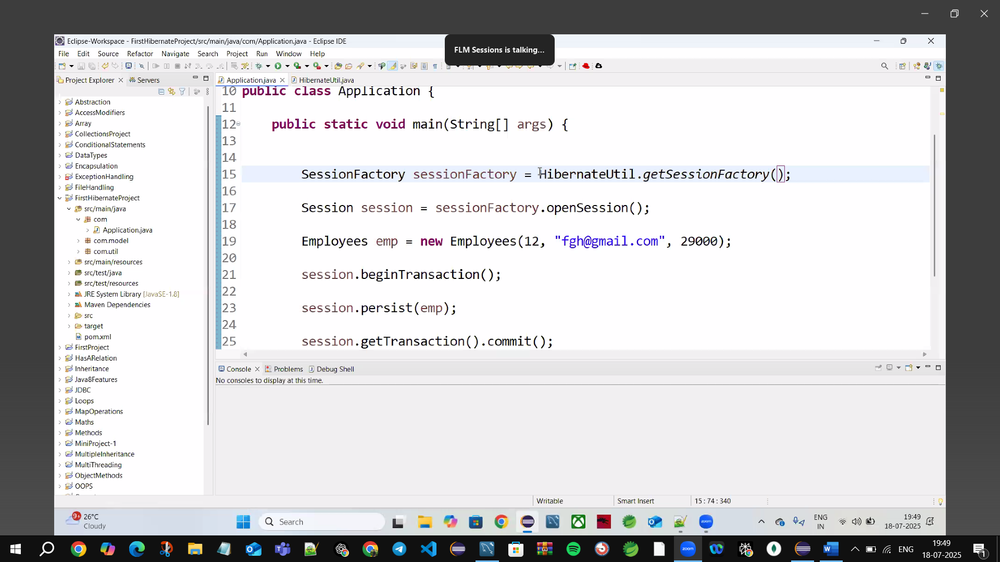 Eclipse-Workspace - FirstHibernateProject/src/main/java/com/Application.java - Eclipse IDE
FLM Sessions is talking...
File Edit Source Refactor Navigate Search Project Run Window Help
Project Explorer Servers
Application.java HibernateUtil.java
Abstraction
AccessModifiers
Array
CollectionsProject
ConditionalStatements
DataTypes
Encapsulation
ExceptionHandling
FileHandling
FirstHibernateProject
src/main/java
com
Application.java
com.model
com.util
src/main/resources
src/test/java
src/test/resources
JRE System Library [JavaSE-1.8]
Maven Dependencies
src
target
pom.xml
FirstProject
HasARelation
Inheritance
Java8Features
JDBC
Loops
MapOperations
Maths
Methods
MiniProject-1
MultipleInheritance
MultiThreading
ObjectMethods
OOPS
10 public class Application {
11
12 public static void main(String[] args) {
13
14
15 SessionFactory sessionFactory = HibernateUtil.getSessionFactory();
16
17 Session session = sessionFactory.openSession();
18
19 Employees emp = new Employees(12, "fgh@gmail.com", 29000);
20
21 session.beginTransaction();
22
23 session.persist(emp);
24
25 session.getTransaction().commit();
Console Problems Debug Shell
No consoles to display at this time.
Writable Smart Insert 15 : 74 : 340
9+ 26°C
Cloudy
Search
zoom
ENG
IN
19:49
18-07-2025
zoom
ENG
19:49
18-07-2025
1